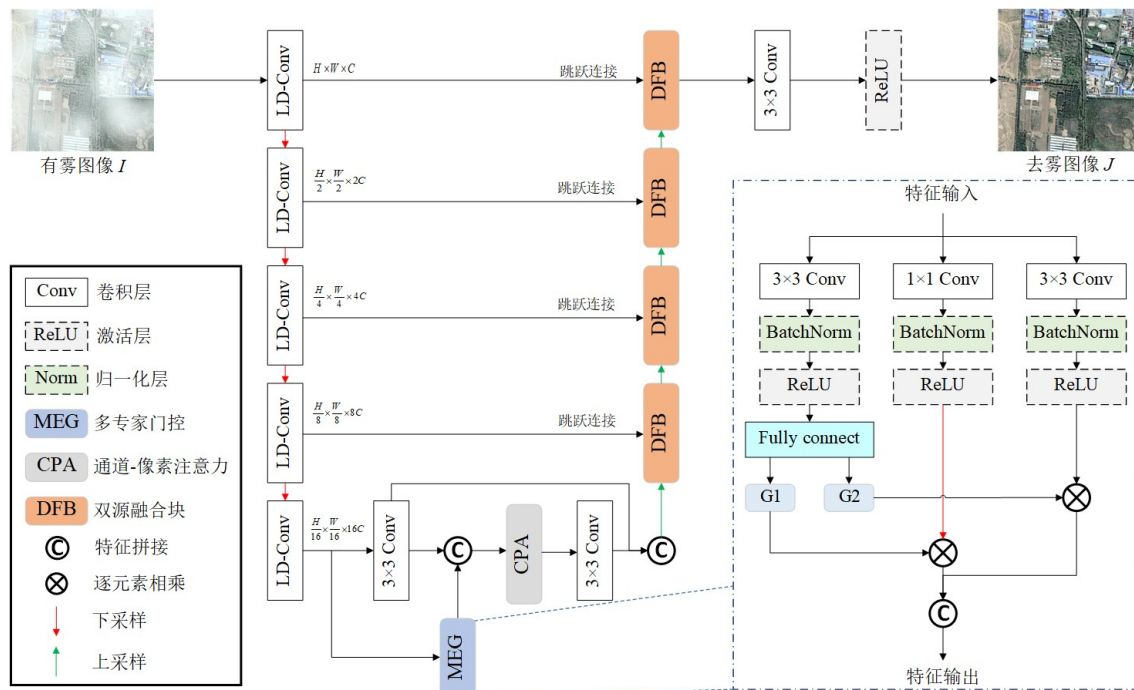 LD-Conv
H×W×C
跳跃连接
DFB
3×3 Conv
ReLU
有雾图像 I
去雾图像 J
LD-Conv
H/2×W/2×2C
跳跃连接
DFB
LD-Conv
H/4×W/4×4C
跳跃连接
DFB
LD-Conv
H/8×W/8×8C
跳跃连接
DFB
LD-Conv
H/16×W/16×16C
3×3 Conv
C
CPA
3×3 Conv
C
MEG
Conv 卷积层
ReLU 激活层
Norm 归一化层
MEG 多专家门控
CPA 通道-像素注意力
DFB 双源融合块
C 特征拼接
逐元素相乘
下采样
上采样
特征输入
3×3 Conv
1×1 Conv
3×3 Conv
BatchNorm
BatchNorm
BatchNorm
ReLU
ReLU
ReLU
Fully connect
G1
G2
C
特征输出